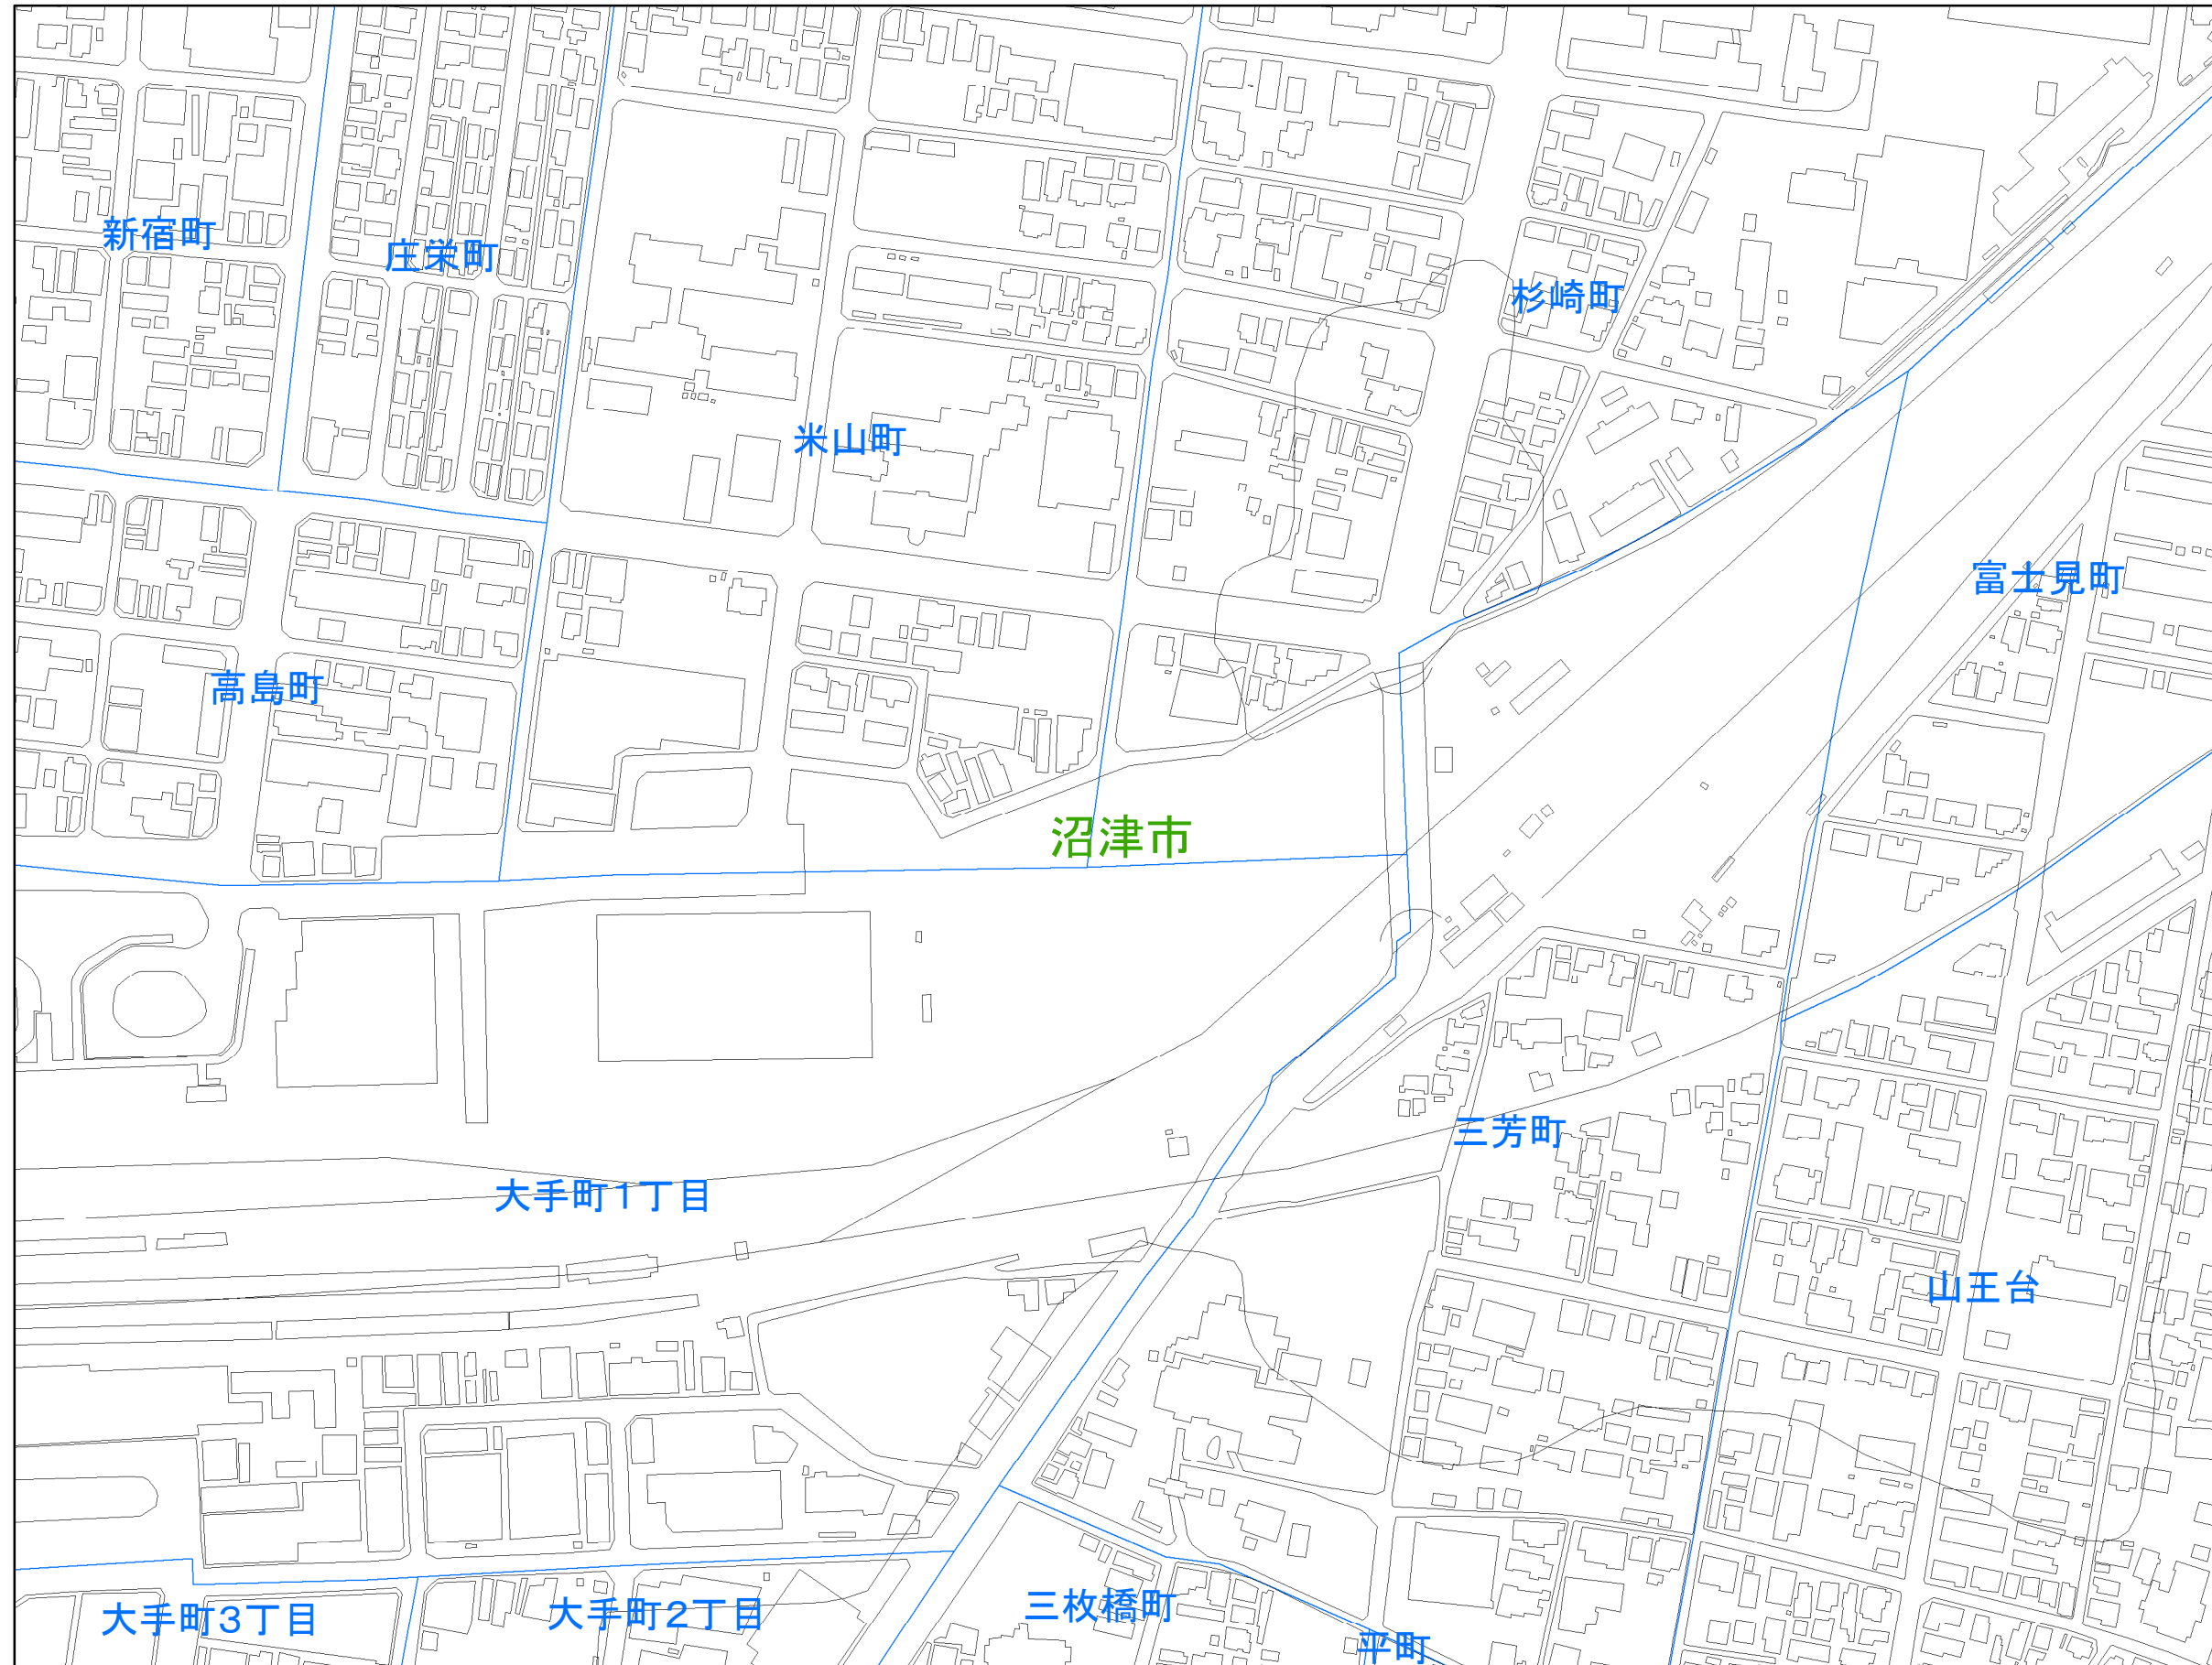 新宿町
庄栄町
杉崎町
米山町
富士見町
高島町
沼津市
三芳町
大手町1丁目
山王台
三枚橋町
大手町2丁目
大手町3丁目
平町